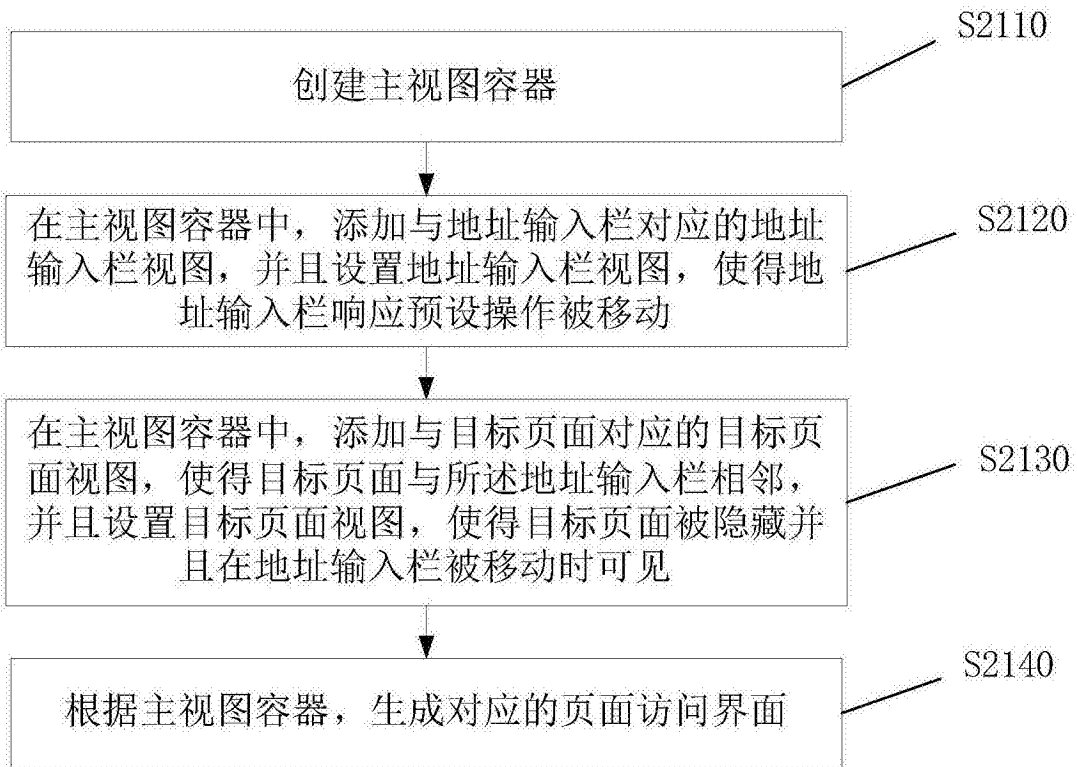 S2110
创建主视图容器
S2120
在主视图容器中，添加与地址输入栏对应的地址
输入栏视图，并且设置地址输入栏视图，使得地
址输入栏响应预设操作被移动
S2130
在主视图容器中，添加与目标页面对应的目标页
面视图，使得目标页面与所述地址输入栏相邻，
并且设置目标页面视图，使得目标页面被隐藏并
且在地址输入栏被移动时可见
S2140
根据主视图容器，生成对应的页面访问界面